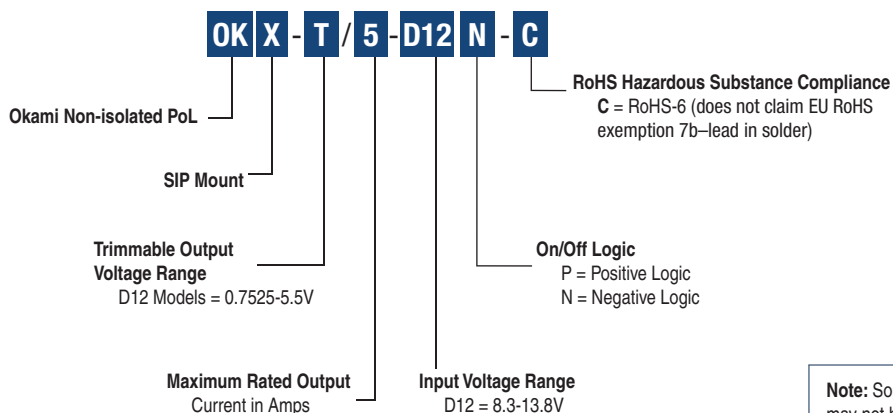 OK X - T / 5 - D12 N - C
RoHS Hazardous Substance Compliance
C = RoHS-6 (does not claim EU RoHS
exemption 7b–lead in solder)
Okami Non-isolated PoL
SIP Mount
Trimmable Output
Voltage Range
D12 Models = 0.7525-5.5V
On/Off Logic
P = Positive Logic
N = Negative Logic
Maximum Rated Output
Current in Amps
Input Voltage Range
D12 = 8.3-13.8V
Note: So
may not